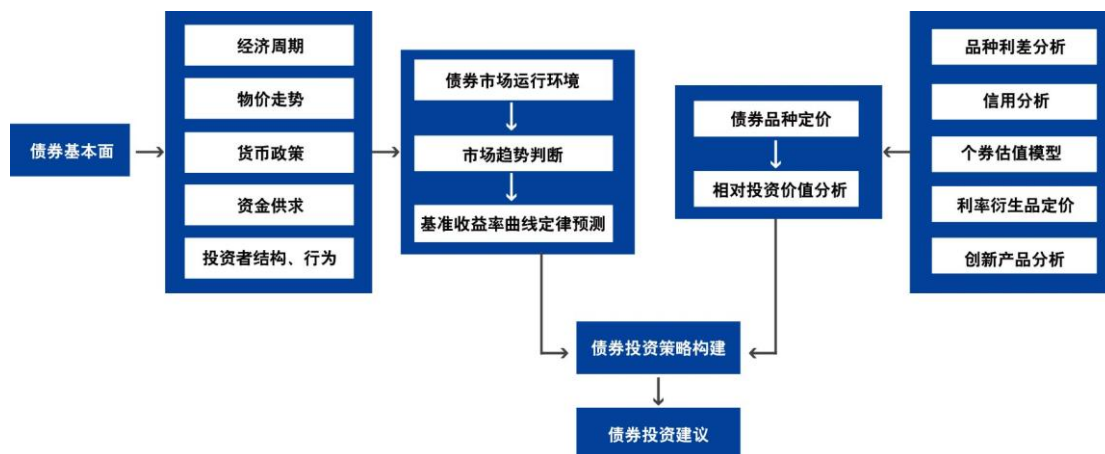 债券基本面
经济周期
物价走势
货币政策
资金供求
投资者结构、行为
债券市场运行环境
市场趋势判断
基准收益率曲线定律预测
债券品种定价
相对投资价值分析
品种利差分析
信用分析
个券估值模型
利率衍生品定价
创新产品分析
债券投资策略构建
债券投资建议